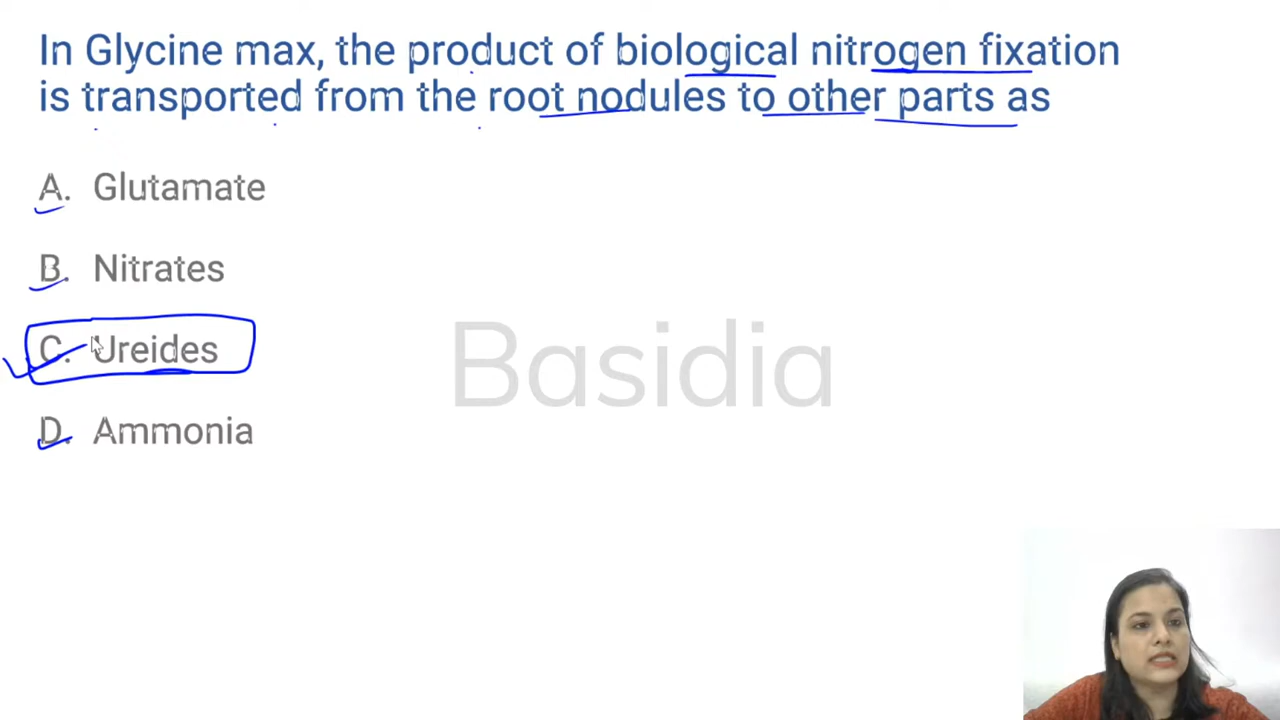 In Glycine max, the product of biological nitrogen fixation
is transported from the root nodules to other parts as
A. Glutamate
B. Nitrates
C. Ureides
D. Ammonia
Basidia